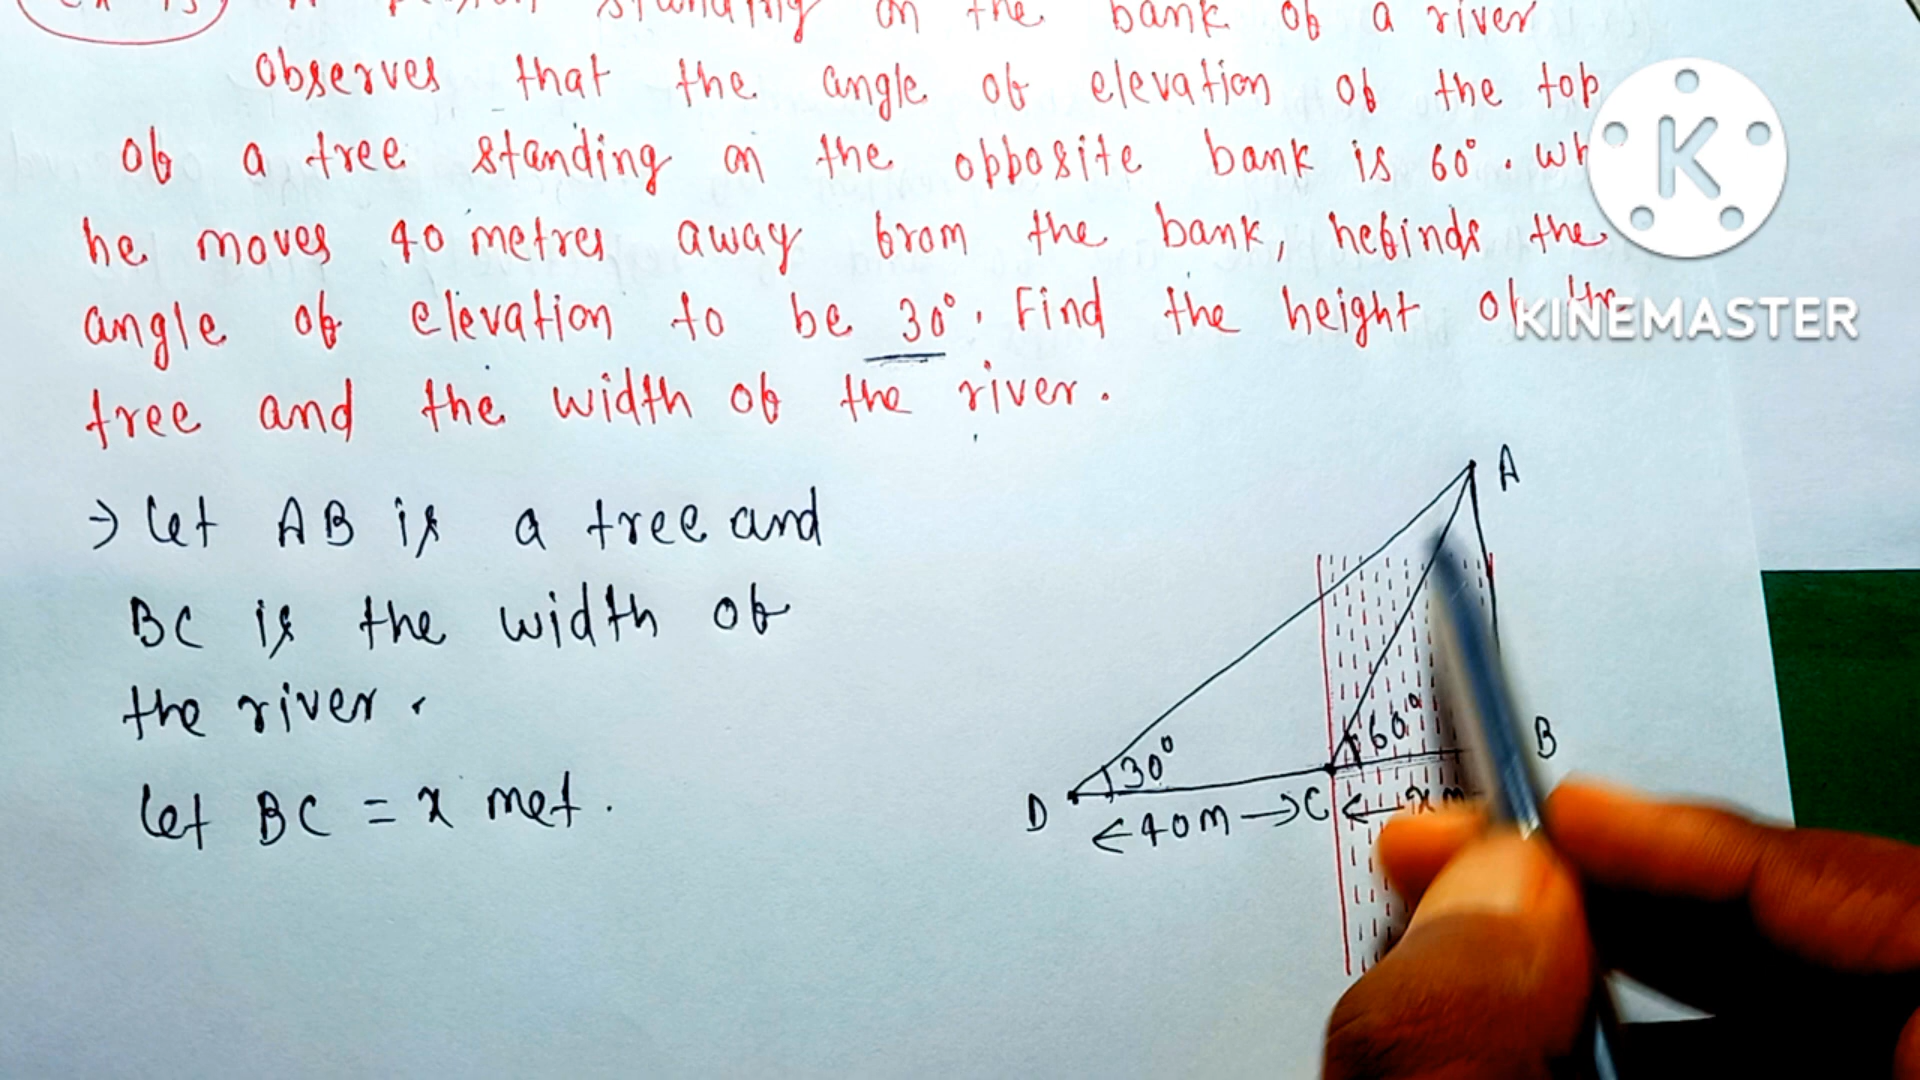 standing on the bank of a river
observes that the angle of elevation of the top
of a tree standing on the opposite bank is 60°.
he moves 40 metres away from the bank, he finds the
angle of elevation to be 30°. Find the height of
tree and the width of the river.
→ Let AB is a tree and
BC is the width of
the river.
Let BC = x met.
A
B
C
D
30°
60°
40m
x m
K
KINEMASTER